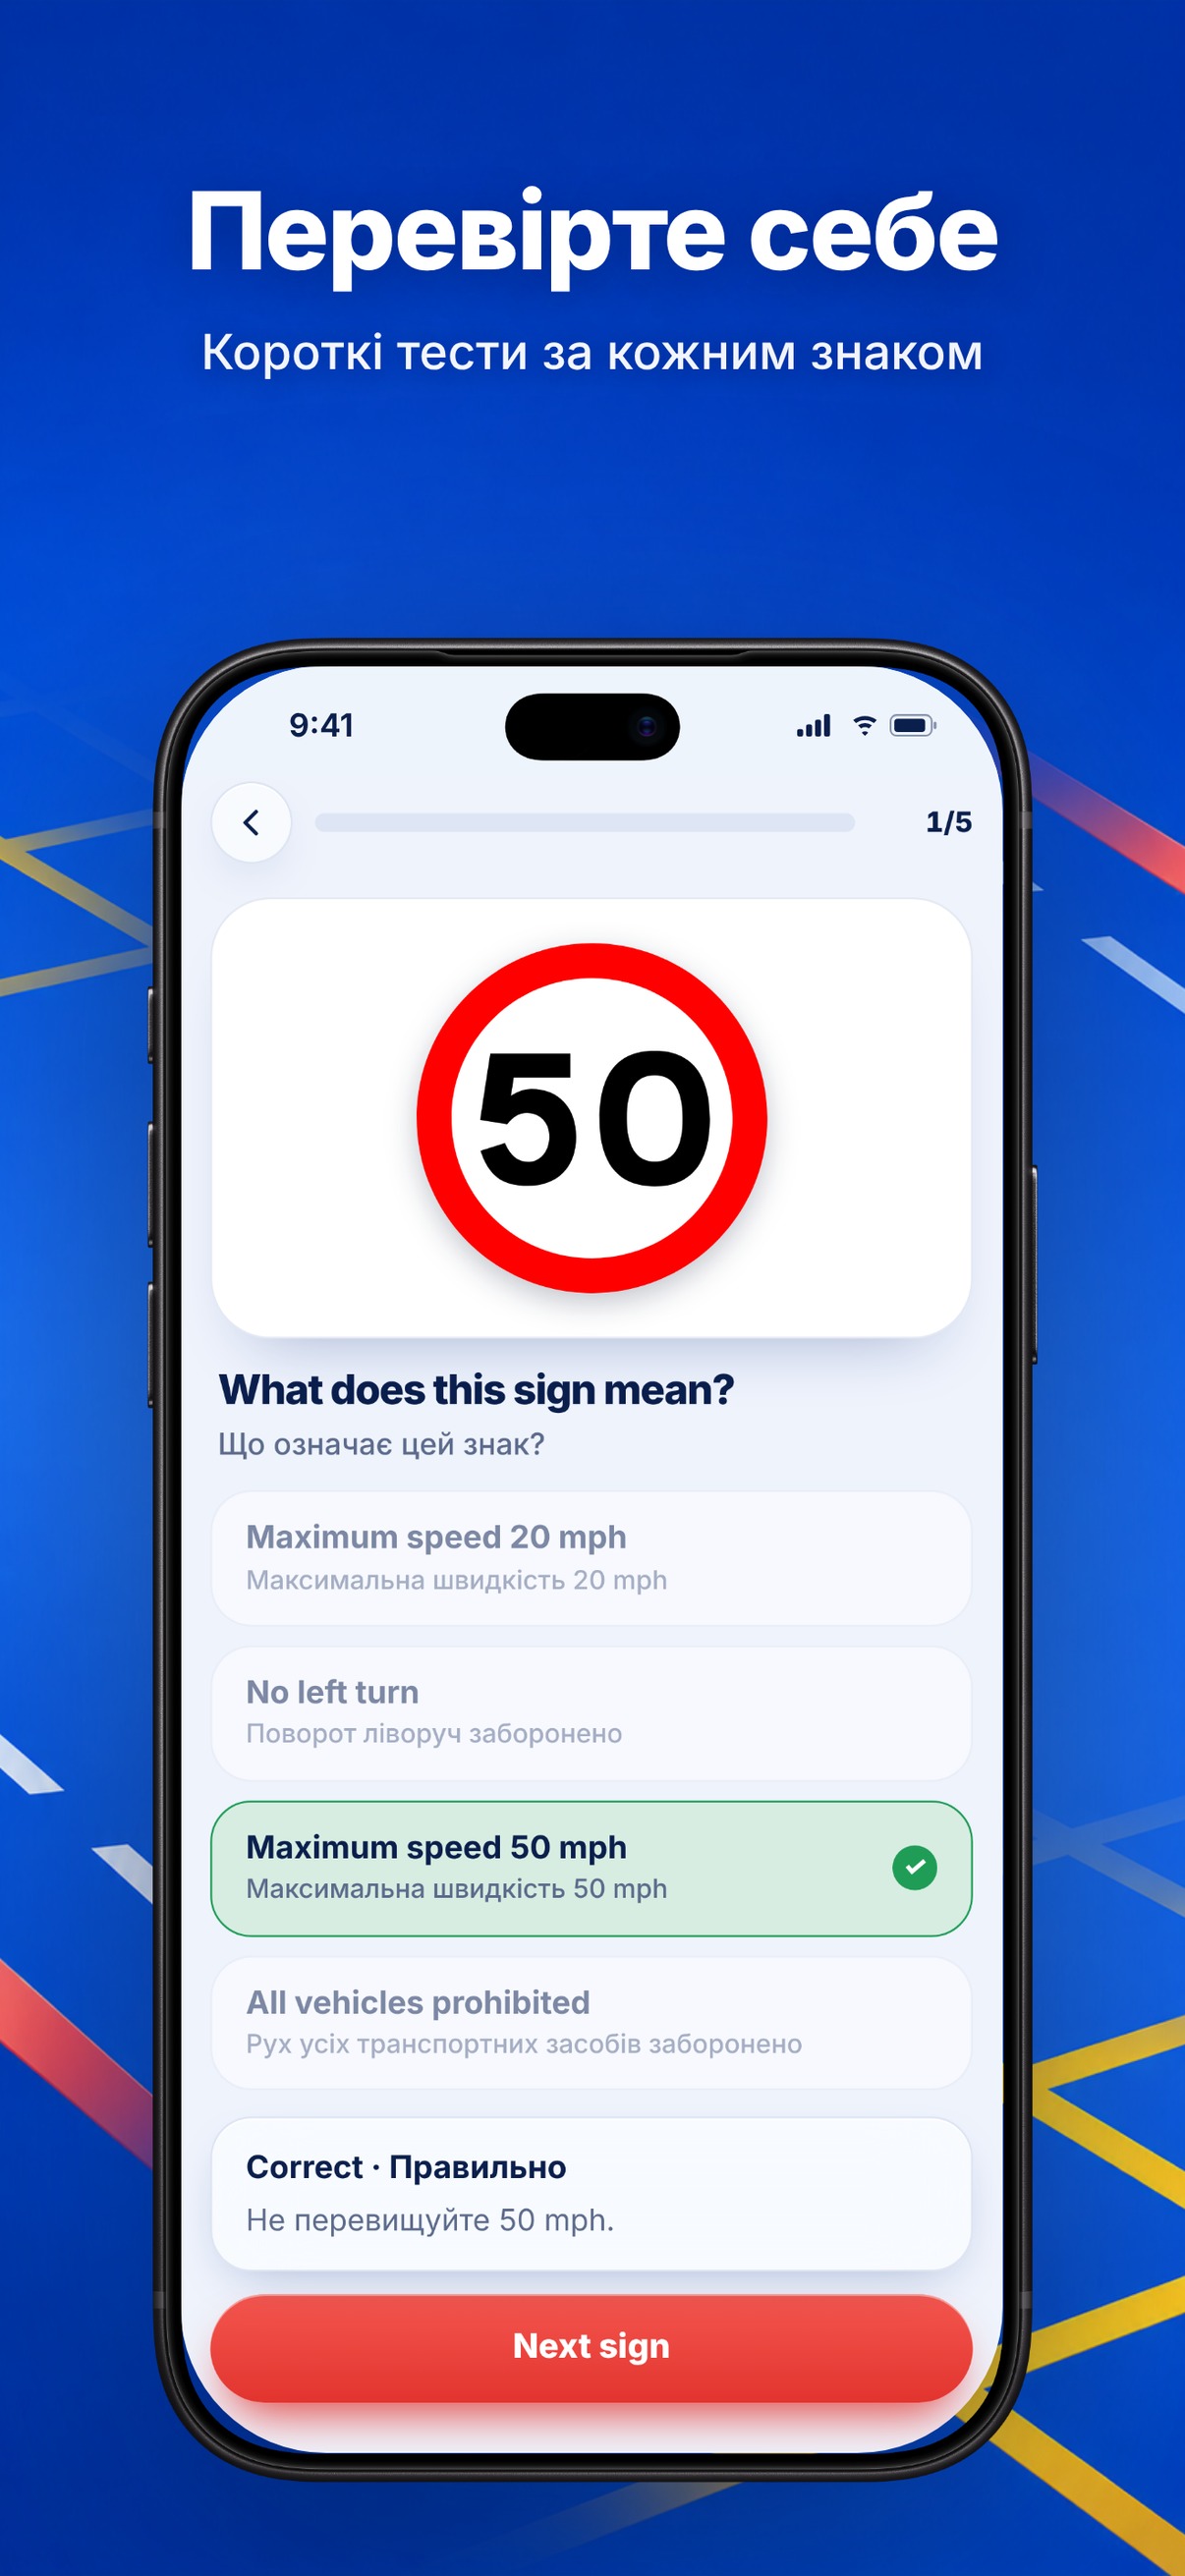 Перевірте себе
Короткі тести за кожним знаком
9:41
1/5
50
What does this sign mean?
Що означає цей знак?
Maximum speed 20 mph
Максимальна швидкість 20 mph
No left turn
Поворот ліворуч заборонено
Maximum speed 50 mph
Максимальна швидкість 50 mph
All vehicles prohibited
Рух усіх транспортних засобів заборонено
Correct · Правильно
Не перевищуйте 50 mph.
Next sign